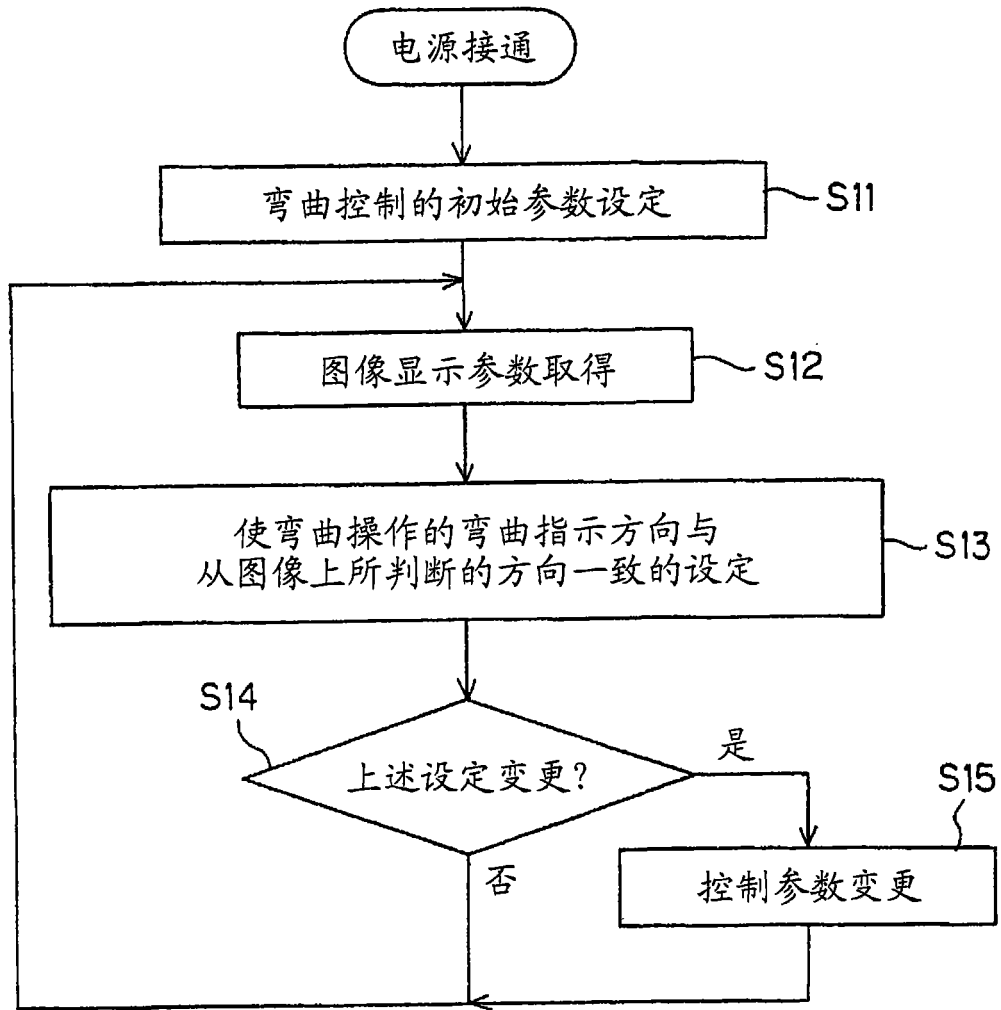 电源接通
弯曲控制的初始参数设定
S11
图像显示参数取得
S12
使弯曲操作的弯曲指示方向与
从图像上所判断的方向一致的设定
S13
S14
上述设定变更?
是
否
S15
控制参数变更